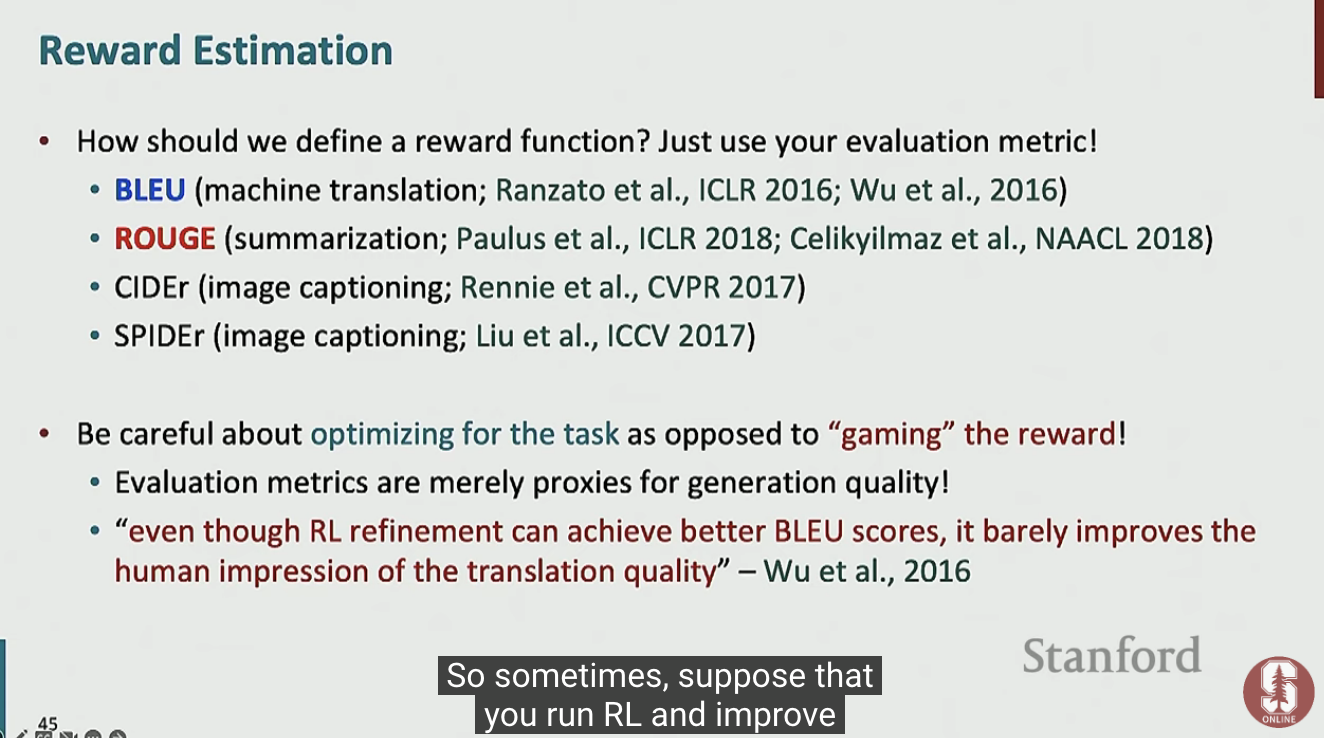 Reward Estimation
• How should we define a reward function? Just use your evaluation metric!
• BLEU (machine translation; Ranzato et al., ICLR 2016; Wu et al., 2016)
• ROUGE (summarization; Paulus et al., ICLR 2018; Celikyilmaz et al., NAACL 2018)
• CIDEr (image captioning; Rennie et al., CVPR 2017)
• SPIDEr (image captioning; Liu et al., ICCV 2017)
• Be careful about optimizing for the task as opposed to “gaming” the reward!
• Evaluation metrics are merely proxies for generation quality!
• “even though RL refinement can achieve better BLEU scores, it barely improves the
human impression of the translation quality” – Wu et al., 2016
Stanford
So sometimes, suppose that
you run RL and improve
S
ONLINE
45